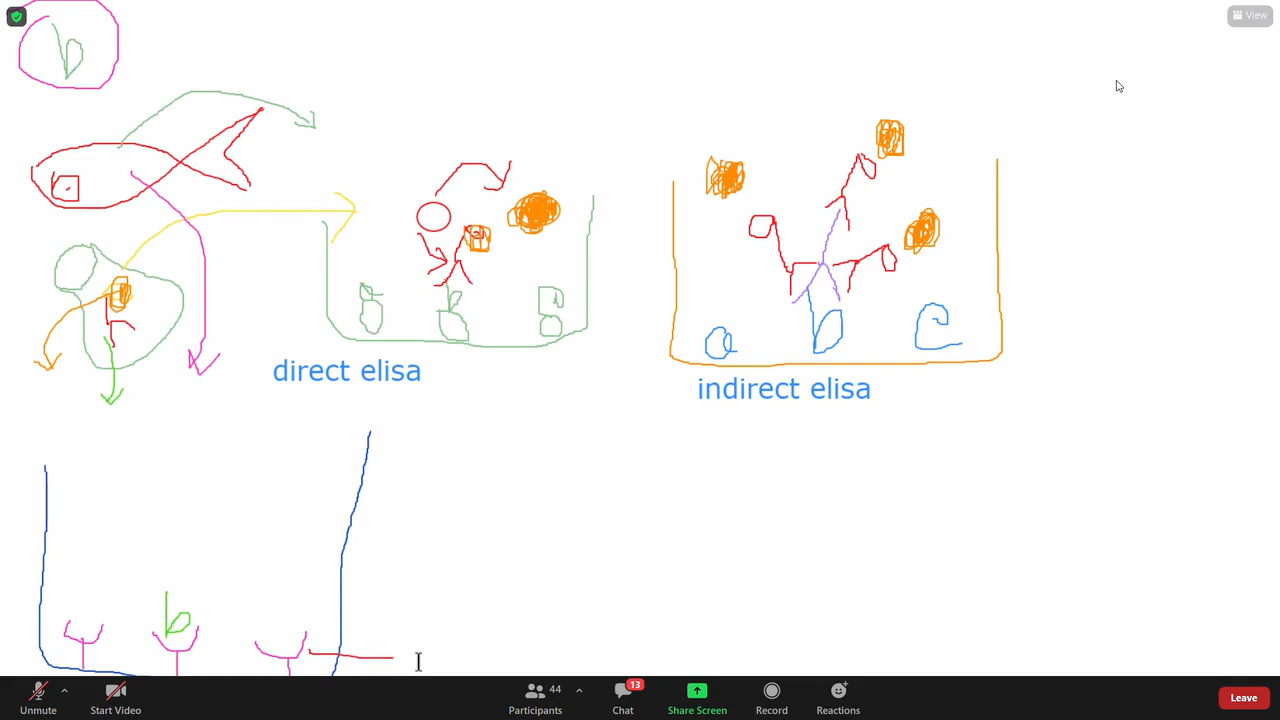 View
b
direct elisa
a b c
indirect elisa
b
13
44
Unmute Start Video Participants Chat Share Screen Record Reactions Leave